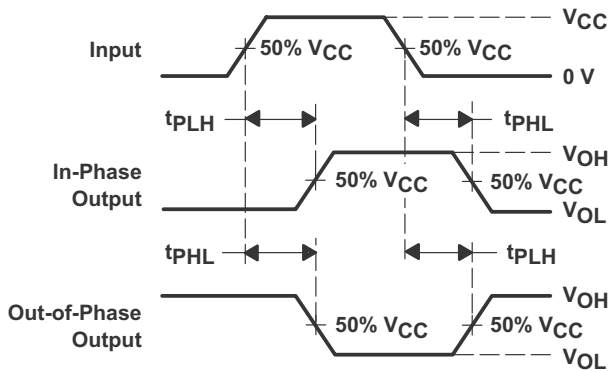 VCC
Input
50% VCC
50% VCC
0 V
tPLH
tPHL
VOH
In-Phase
Output
50% VCC
50% VCC
VOL
tPHL
tPLH
VOH
Out-of-Phase
Output
50% VCC
50% VCC
VOL